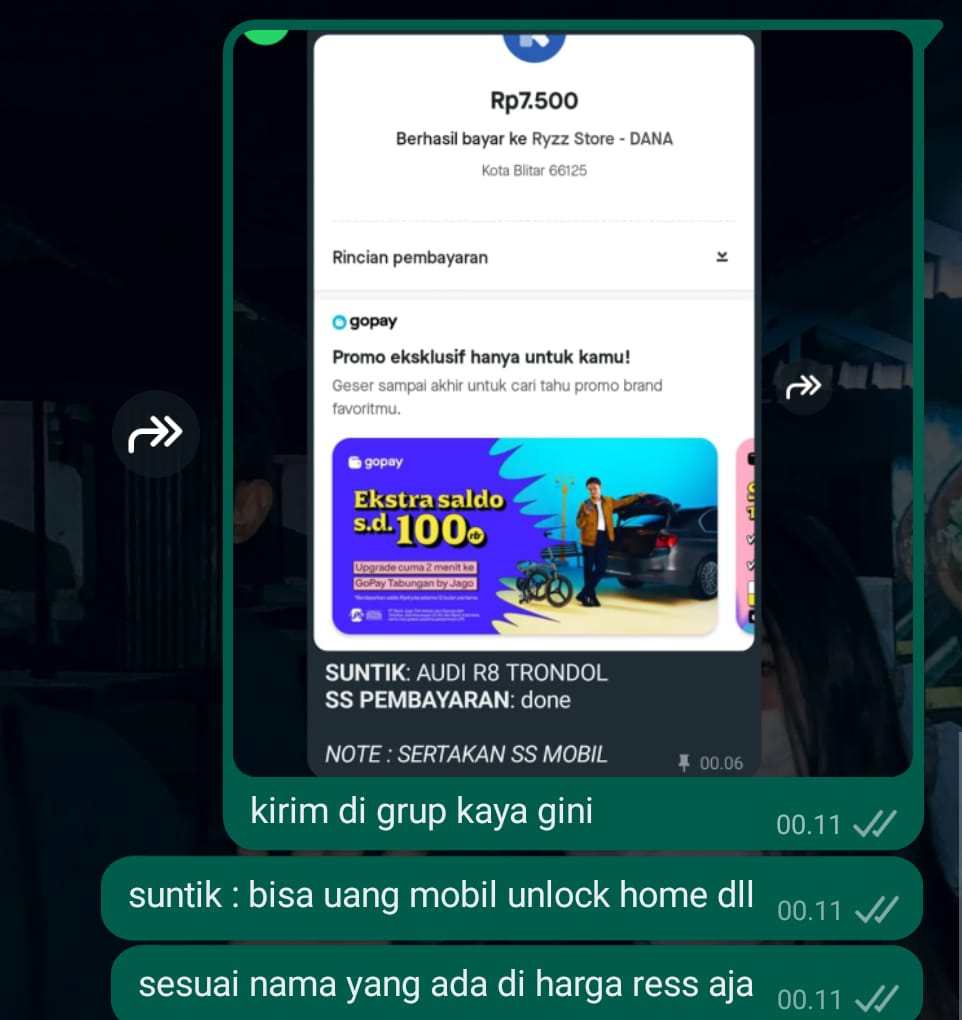 Rp7.500
Berhasil bayar ke Ryzz Store - DANA
Kota Blitar 66125
Rincian pembayaran
gopay
Promo eksklusif hanya untuk kamu!
Geser sampai akhir untuk cari tahu promo brand
favoritmu.
gopay
Ekstra saldo
s.d. 100rb
Upgrade cuma 2 menit ke
GoPay Tabungan by Jago
SUNTIK: AUDI R8 TRONDOL
SS PEMBAYARAN: done
NOTE : SERTAKAN SS MOBIL
00.06
kirim di grup kaya gini
00.11
suntik : bisa uang mobil unlock home dll
00.11
sesuai nama yang ada di harga ress aja
00.11